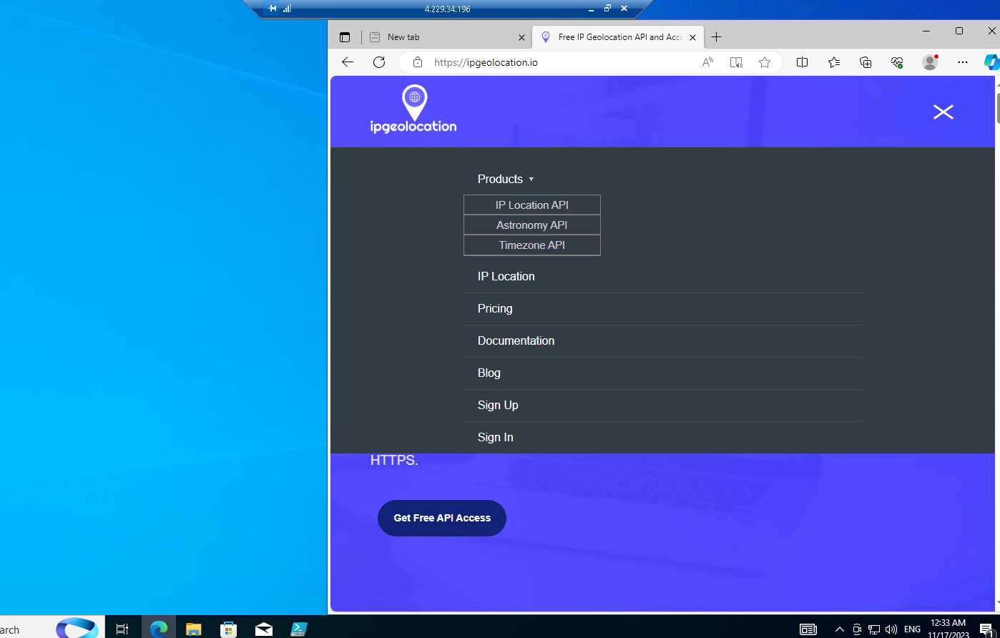 4.229.34.196
New tab
Free IP Geolocation API and Accu
https://ipgeolocation.io
ipgeolocation
Products
IP Location API
Astronomy API
Timezone API
IP Location
Pricing
Documentation
Blog
Sign Up
Sign In
HTTPS.
Get Free API Access
arch
ENG
12:33 AM
11/17/2023
1